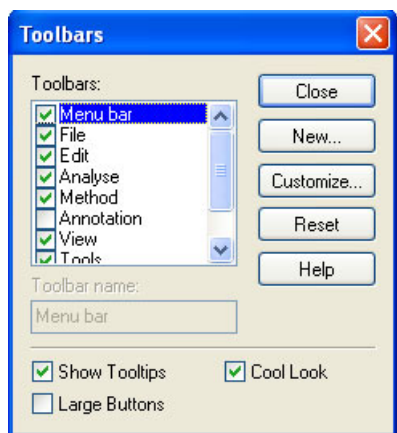 Toolbars
Toolbars:
Menu bar
File
Edit
Analyse
Method
Annotation
View
Tools
Close
New...
Customize...
Reset
Help
Toolbar name:
Menu bar
Show Tooltips
Cool Look
Large Buttons